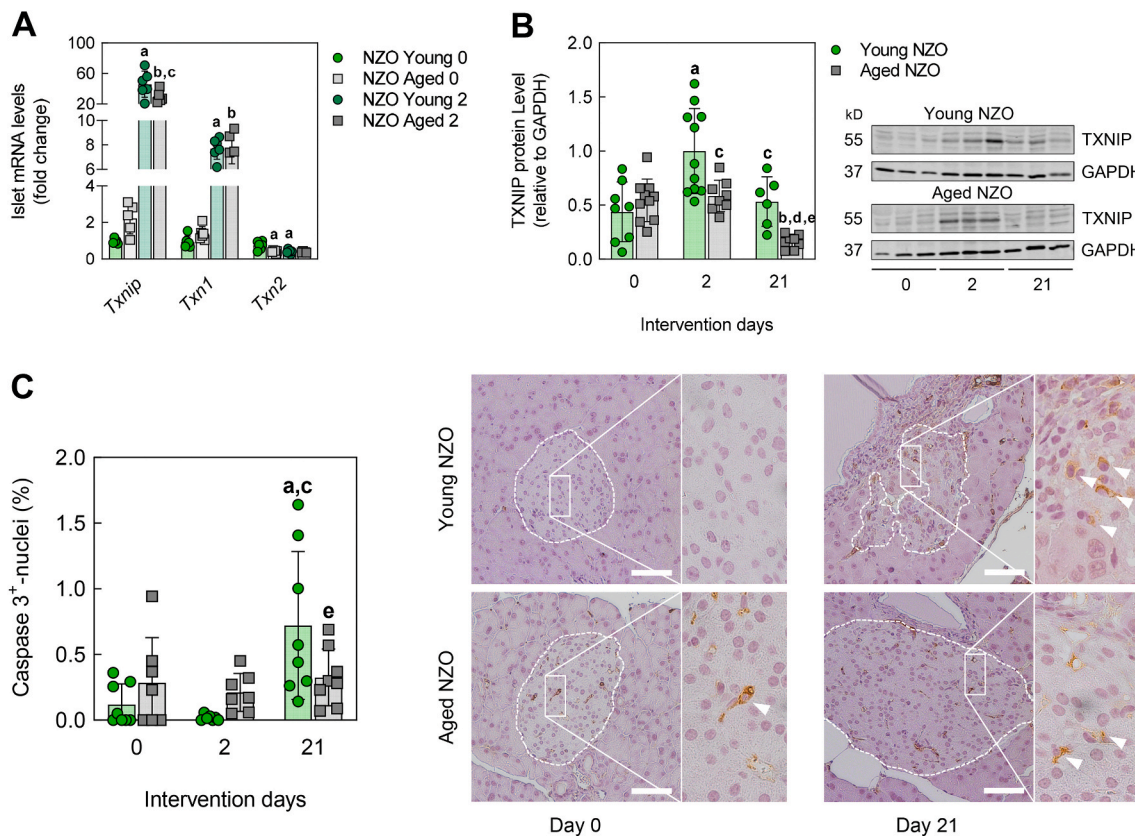 A
Islet mRNA levels
(fold change)
100
60
20
10
8
6
4
2
0
a
b,c
a
b
a
a
Txnip
Txn1
Txn2
NZO Young 0
NZO Aged 0
NZO Young 2
NZO Aged 2
B
TXNIP protein Level
(relative to GAPDH)
2.0
1.5
1.0
0.5
0.0
a
c
c
b,d,e
0
2
21
Intervention days
Young NZO
Aged NZO
Young NZO
kD
55
TXNIP
37
GAPDH
Aged NZO
55
TXNIP
37
GAPDH
0
2
21
C
Caspase 3+-nuclei (%)
2.0
1.5
1.0
0.5
0.0
a,c
e
0
2
21
Intervention days
Young NZO
Aged NZO
Day 0
Day 21